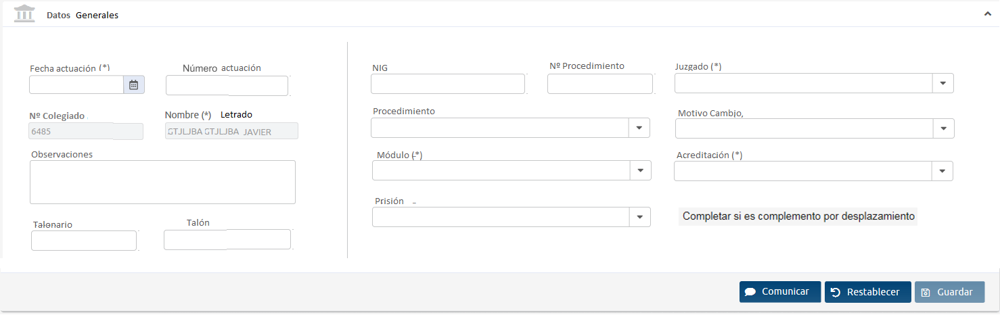 Datos Generales
Fecha actuación (*)
Número actuación
Nº Colegiado
6485
Nombre (*) Letrado
GTJLJBA GTJLJBA JAVIER
Observaciones
Talonario
Talón
NIG
Nº Procedimiento
Juzgado (*)
Procedimiento
Motivo Cambio
Módulo (*)
Acreditación (*)
Prisión
Completar si es complemento por desplazamiento
Comunicar
Restablecer
Guardar